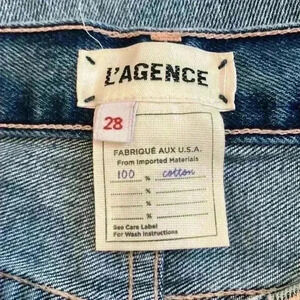 L'AGENCE
28
FABRIQUÉ AUX U.S.A.
From Imported Materials
100 % cotton
%
%
%
See Care Label
For Wash Instructions